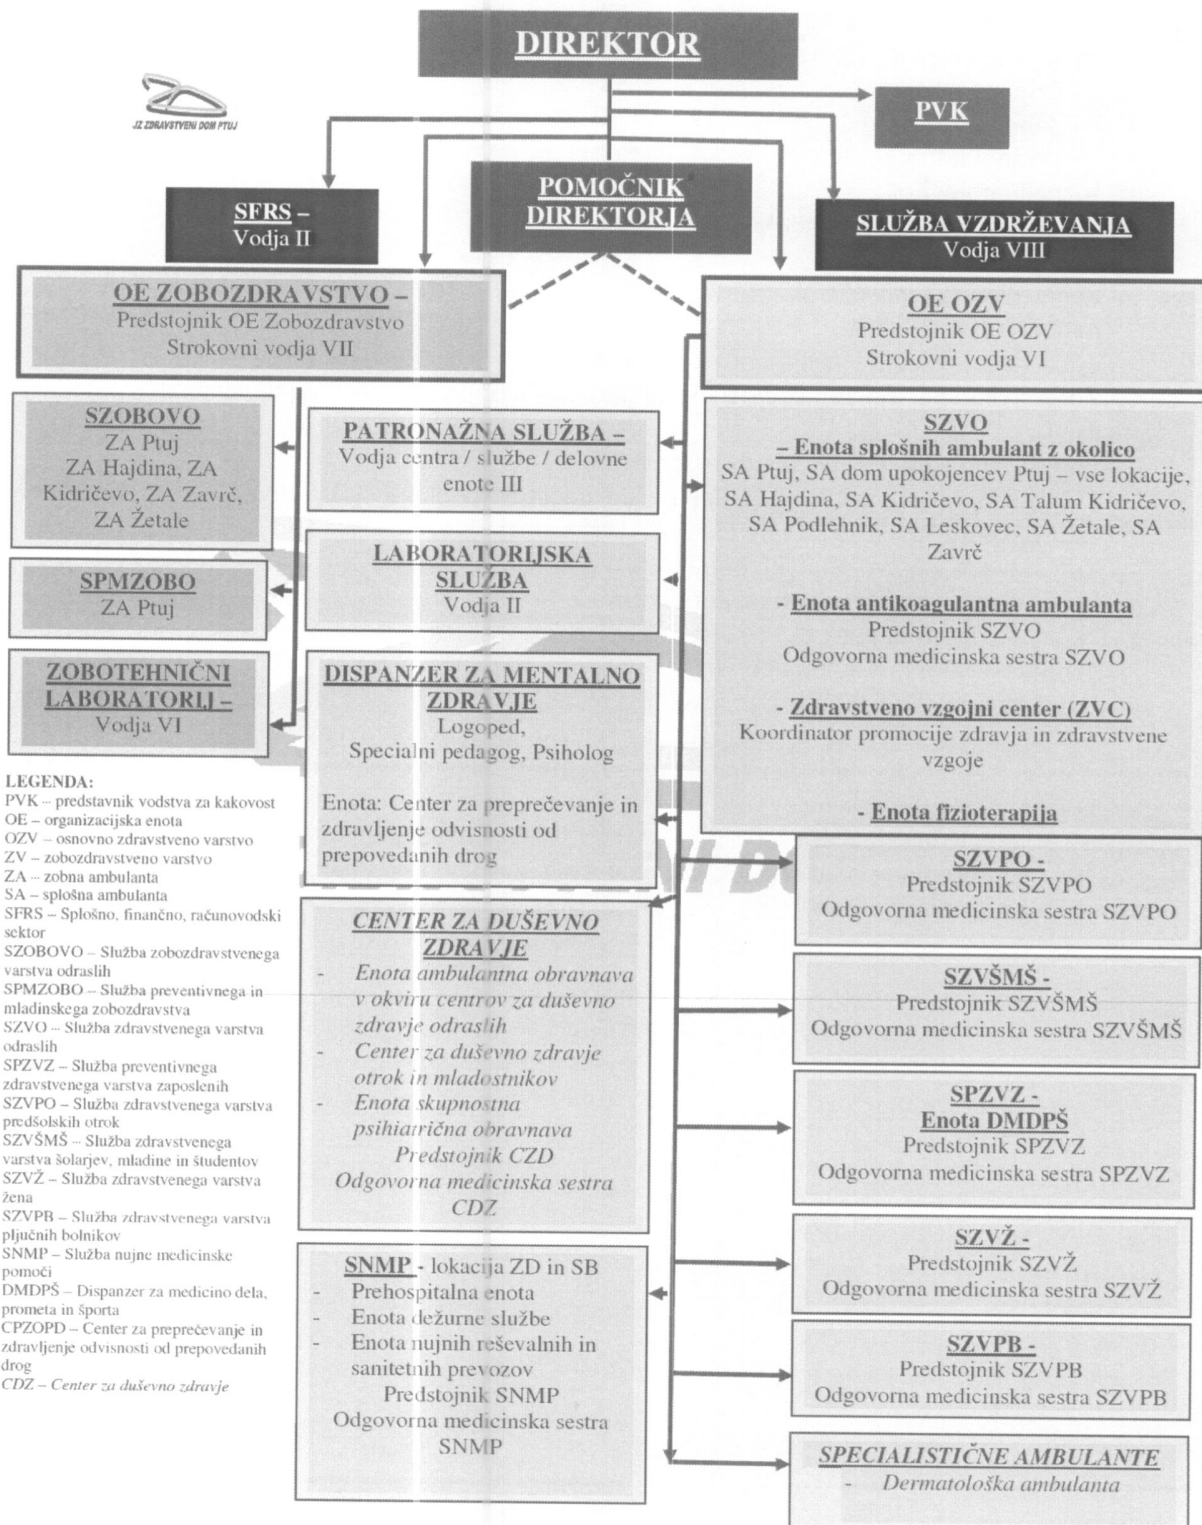 DIREKTOR
JZ ZDRAVSTVENI DOM PTUJ
PVK
SFRS –
Vodja II
POMOČNIK
DIREKTORJA
SLUŽBA VZDRŽEVANJA
Vodja VIII
OE ZOBOZDRAVSTVO –
Predstojnik OE Zobozdravstvo
Strokovni vodja VII
OE OZV
Predstojnik OE OZV
Strokovni vodja VI
SZOBOVO
ZA Ptuj
ZA Hajdina, ZA
Kidričevo, ZA Zavrč,
ZA Žetale
SPMZOBO
ZA Ptuj
ZOBOTEHNIČNI
LABORATORIJ –
Vodja VI
PATRONAŽNA SLUŽBA –
Vodja centra / službe / delovne
enote III
LABORATORIJSKA
SLUŽBA
Vodja II
DISPANZER ZA MENTALNO
ZDRAVJE
Logoped,
Specialni pedagog, Psiholog
Enota: Center za preprečevanje in
zdravljenje odvisnosti od
prepovedanih drog
CENTER ZA DUŠEVNO
ZDRAVJE
- Enota ambulantna obravnava
v okviru centrov za duševno
zdravje odraslih
- Center za duševno zdravje
otrok in mladostnikov
- Enota skupnostna
psihiatrična obravnava
Predstojnik CZD
Odgovorna medicinska sestra
CDZ
SNMP - lokacija ZD in SB
- Prehospitalna enota
- Enota dežurne službe
- Enota nujnih reševalnih in
sanitetnih prevozov
Predstojnik SNMP
Odgovorna medicinska sestra
SNMP
SZVO
– Enota splošnih ambulant z okolico
SA Ptuj, SA dom upokojencev Ptuj – vse lokacije,
SA Hajdina, SA Kidričevo, SA Talum Kidričevo,
SA Podlehnik, SA Leskovec, SA Žetale, SA
Zavrč
- Enota antikoagulantna ambulanta
Predstojnik SZVO
Odgovorna medicinska sestra SZVO
- Zdravstveno vzgojni center (ZVC)
Koordinator promocije zdravja in zdravstvene
vzgoje
- Enota fizioterapija
SZVPO -
Predstojnik SZVPO
Odgovorna medicinska sestra SZVPO
SZVŠMŠ -
Predstojnik SZVŠMŠ
Odgovorna medicinska sestra SZVŠMŠ
SPZVZ -
Enota DMDPŠ
Predstojnik SPZVZ
Odgovorna medicinska sestra SPZVZ
SZVŽ -
Predstojnik SZVŽ
Odgovorna medicinska sestra SZVŽ
SZVPB -
Predstojnik SZVPB
Odgovorna medicinska sestra SZVPB
SPECIALISTIČNE AMBULANTE
- Dermatološka ambulanta
LEGENDA:
PVK – predstavnik vodstva za kakovost
OE – organizacijska enota
OZV – osnovno zdravstveno varstvo
ZV – zobozdravstveno varstvo
ZA – zobna ambulanta
SA – splošna ambulanta
SFRS – Splošno, finančno, računovodski
sektor
SZOBOVO – Služba zobozdravstvenega
varstva odraslih
SPMZOBO – Služba preventivnega in
mladinskega zobozdravstva
SZVO – Služba zdravstvenega varstva
odraslih
SPZVZ – Služba preventivnega
zdravstvenega varstva zaposlenih
SZVPO – Služba zdravstvenega varstva
predšolskih otrok
SZVŠMŠ – Služba zdravstvenega
varstva šolarjev, mladine in študentov
SZVŽ – Služba zdravstvenega varstva
žena
SZVPB – Služba zdravstvenega varstva
pljučnih bolnikov
SNMP – Služba nujne medicinske
pomoči
DMDPŠ – Dispanzer za medicino dela,
prometa in športa
CPZOPD – Center za preprečevanje in
zdravljenje odvisnosti od prepovedanih
drog
CDZ – Center za duševno zdravje